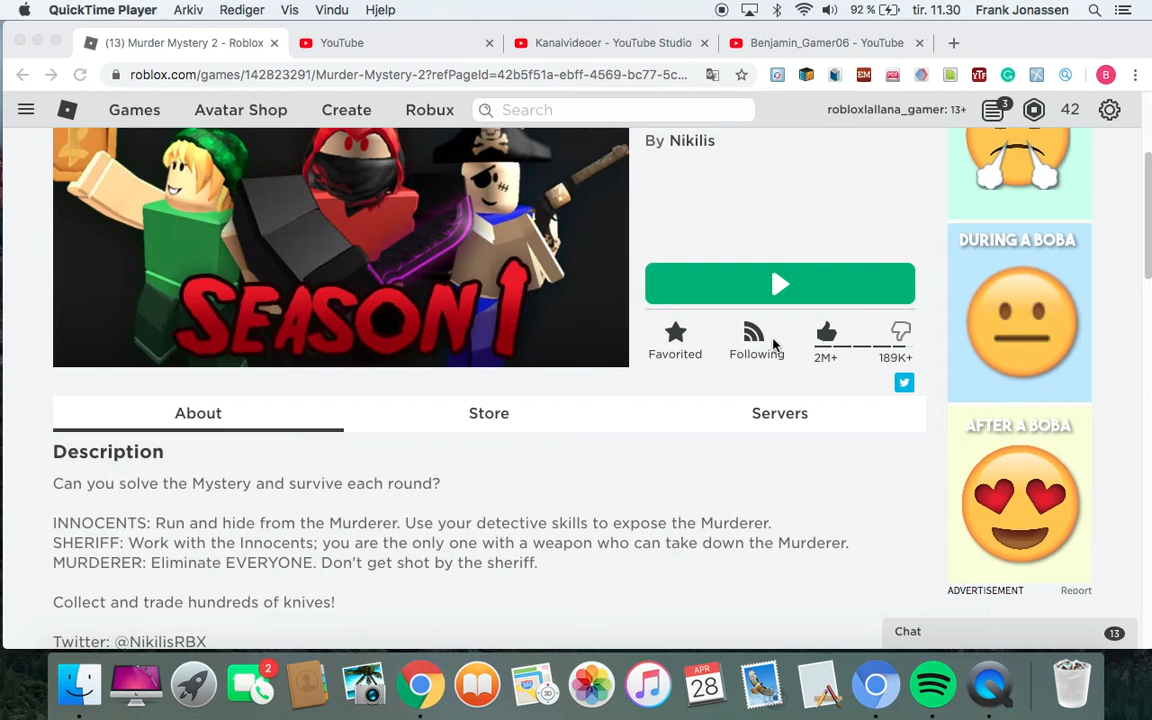 QuickTime Player Arkiv Rediger Vis Vindu Hjelp 92 % tir. 11.30 Frank Jonassen
(13) Murder Mystery 2 - Roblox YouTube Kanalvideoer - YouTube Studio Benjamin_Gamer06 - YouTube
roblox.com/games/142823291/Murder-Mystery-2?refPageId=42b5f51a-ebff-4569-bc77-5c... EM YTF B
Games Avatar Shop Create Robux Search robloxlallana_gamer: 13+ 3 42
By Nikilis
SEASON 1
DURING A BOBA
Favorited Following 2M+ 189K+
About Store Servers
AFTER A BOBA
Description
Can you solve the Mystery and survive each round?
INNOCENTS: Run and hide from the Murderer. Use your detective skills to expose the Murderer.
SHERIFF: Work with the Innocents; you are the only one with a weapon who can take down the Murderer.
MURDERER: Eliminate EVERYONE. Don't get shot by the sheriff.
ADVERTISEMENT Report
Collect and trade hundreds of knives!
Chat 13
Twitter: @NikilisRBX
2
APR
28
3D